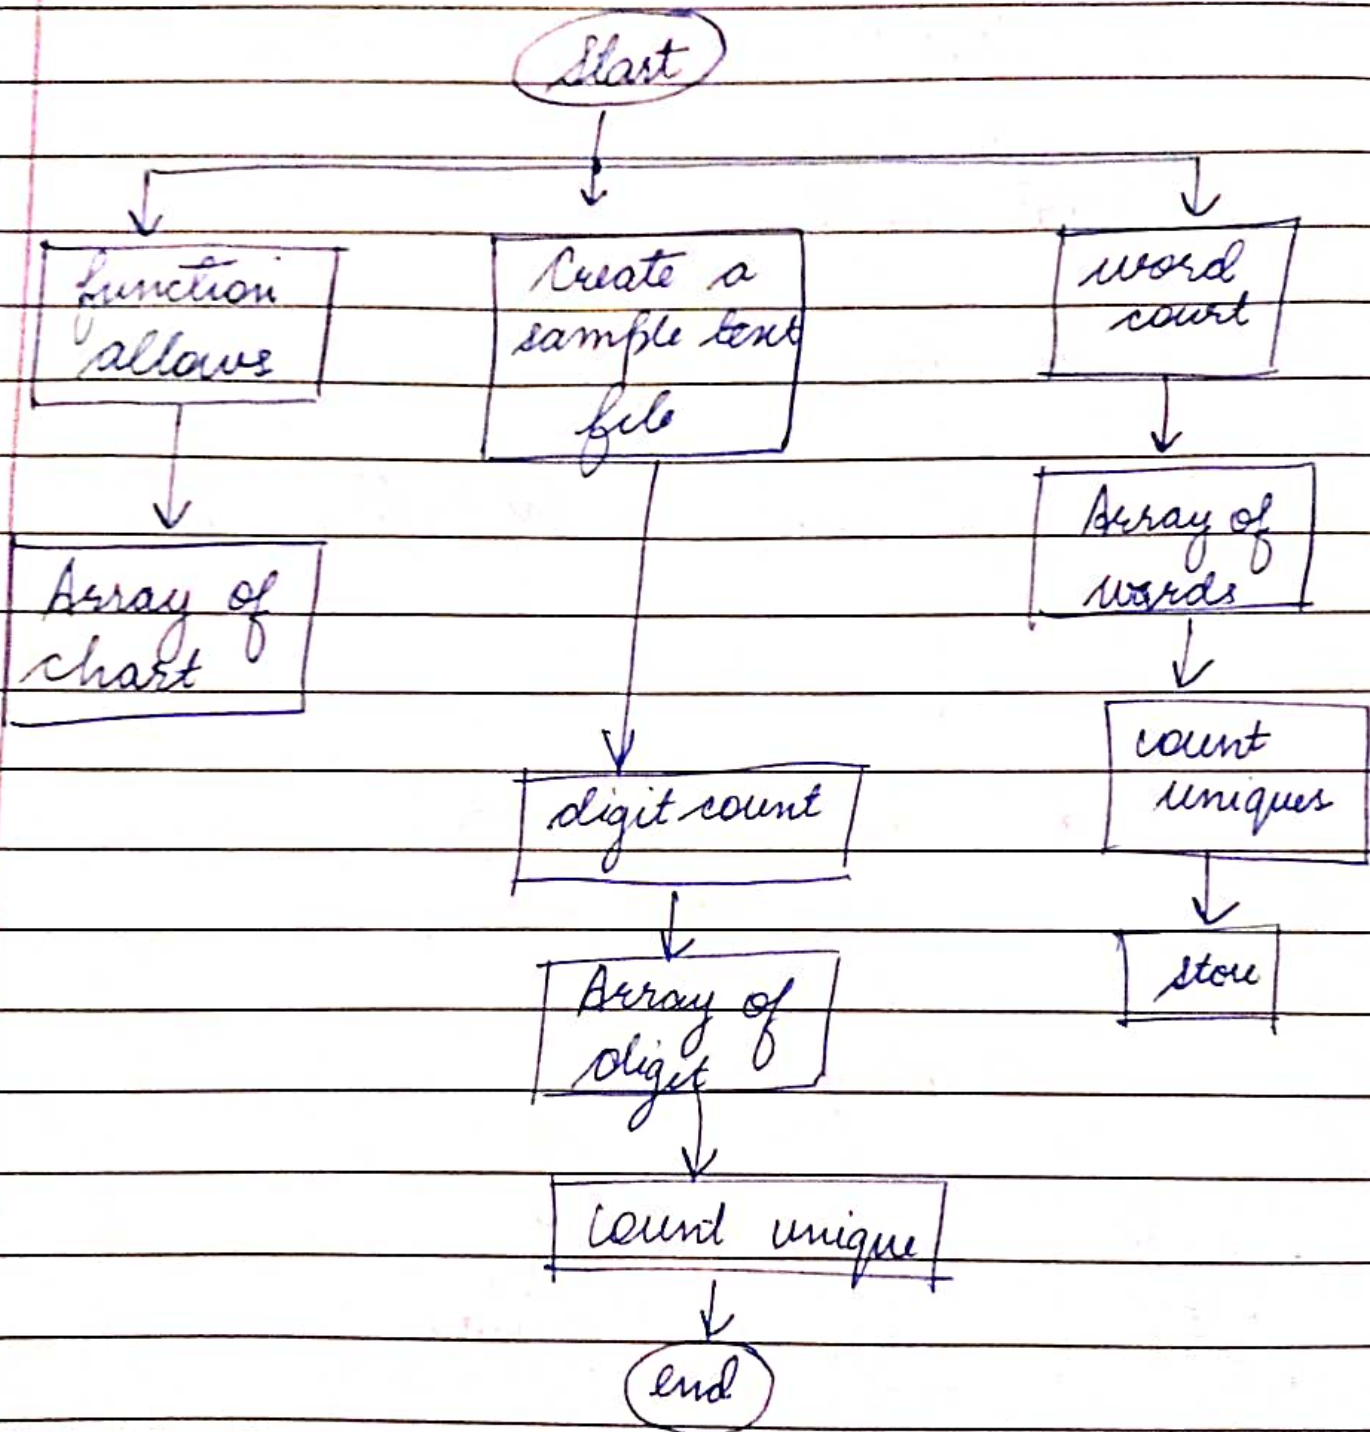 Start
function
allows
Create a
sample text
file
word
count
Array of
chart
Array of
words
digit count
count
uniques
Array of
digit
store
count unique
end